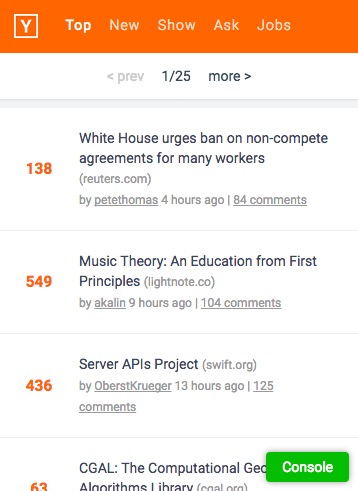 Y Top New Show Ask Jobs
< prev 1/25 more >
White House urges ban on non-compete
agreements for many workers
138
(reuters.com)
by petethomas 4 hours ago | 84 comments
Music Theory: An Education from First
549 Principles (lightnote.co)
by akalin 9 hours ago | 104 comments
Server APIs Project (swift.org)
436 by OberstKrueger 13 hours ago | 125
comments
CGAL: The Computational
Console
63 Algorithms Library (cgal.org)